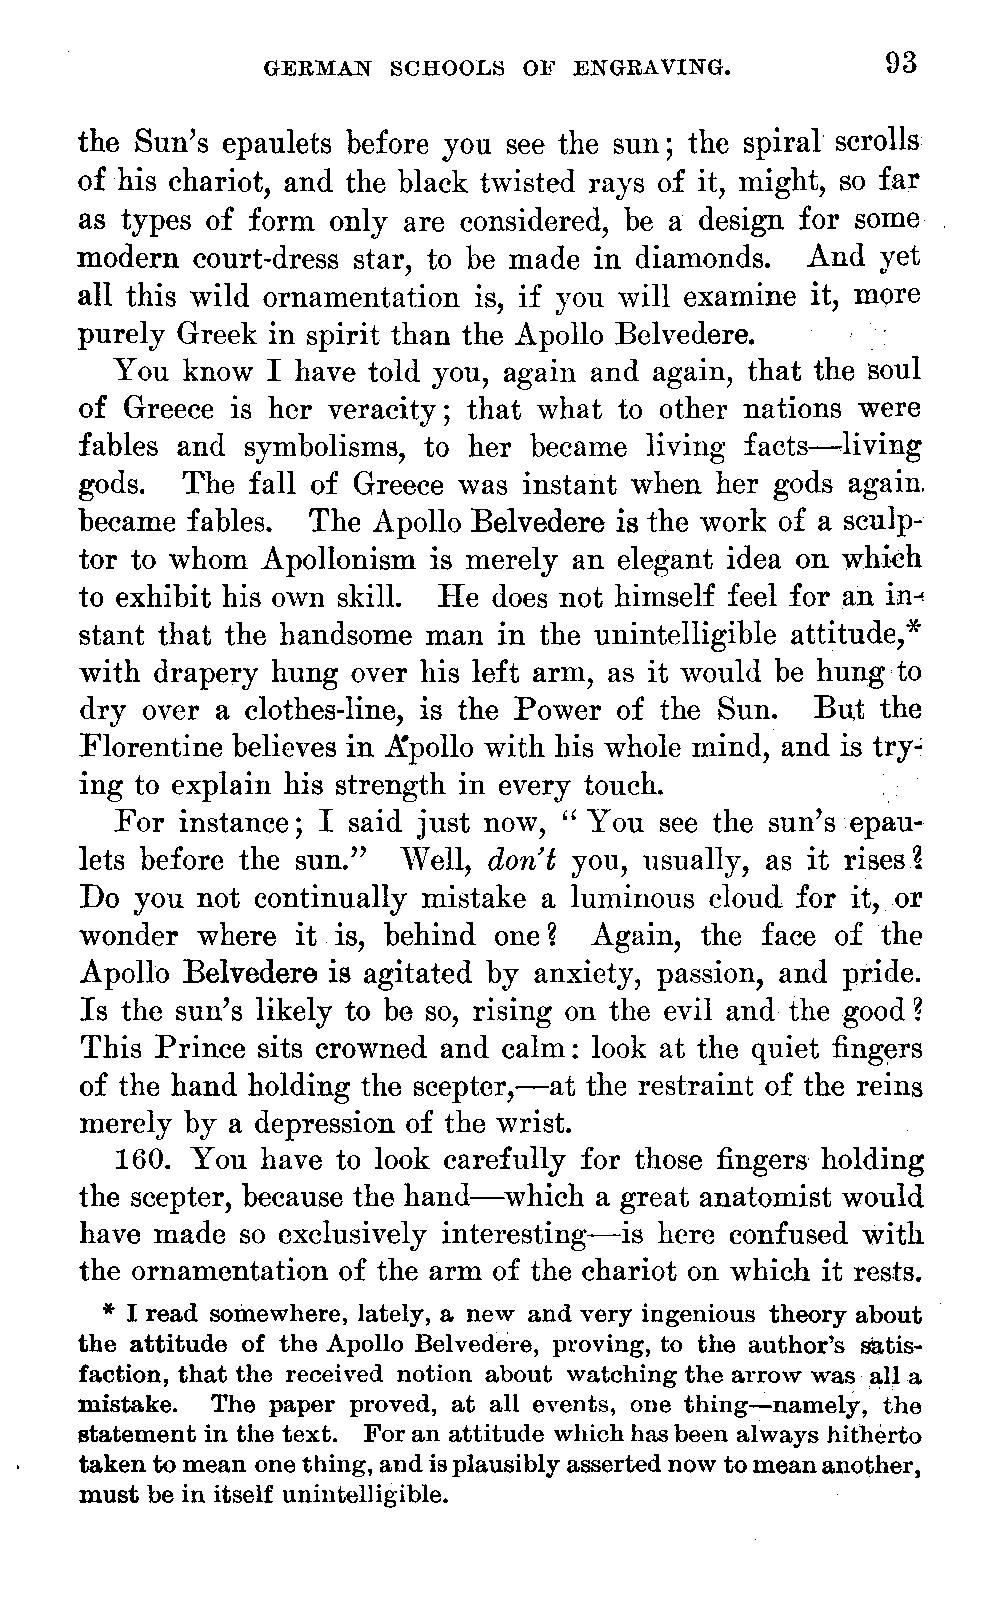 GERMAN SCHOOLS OF ENGRAVING. 93
the Sun's epaulets before you see the sun; the spiral scrolls
of his chariot, and the black twisted rays of it, might, so far
as types of form only are considered, be a design for some
modern court-dress star, to be made in diamonds. And yet
all this wild ornamentation is, if you will examine it, more
purely Greek in spirit than the Apollo Belvedere.
You know I have told you, again and again, that the soul
of Greece is her veracity; that what to other nations were
fables and symbolisms, to her became living facts—living
gods. The fall of Greece was instant when her gods again
became fables. The Apollo Belvedere is the work of a sculp-
tor to whom Apollonism is merely an elegant idea on which
to exhibit his own skill. He does not himself feel for an in-
stant that the handsome man in the unintelligible attitude,*
with drapery hung over his left arm, as it would be hung to
dry over a clothes-line, is the Power of the Sun. But the
Florentine believes in Apollo with his whole mind, and is try-
ing to explain his strength in every touch.
For instance; I said just now, "You see the sun's epau-
lets before the sun." Well, don't you, usually, as it rises?
Do you not continually mistake a luminous cloud for it, or
wonder where it is, behind one? Again, the face of the
Apollo Belvedere is agitated by anxiety, passion, and pride.
Is the sun's likely to be so, rising on the evil and the good?
This Prince sits crowned and calm: look at the quiet fingers
of the hand holding the scepter,—at the restraint of the reins
merely by a depression of the wrist.
160. You have to look carefully for those fingers holding
the scepter, because the hand—which a great anatomist would
have made so exclusively interesting—is here confused with
the ornamentation of the arm of the chariot on which it rests.
* I read somewhere, lately, a new and very ingenious theory about
the attitude of the Apollo Belvedere, proving, to the author's satis-
faction, that the received notion about watching the arrow was all a
mistake. The paper proved, at all events, one thing—namely, the
statement in the text. For an attitude which has been always hitherto
taken to mean one thing, and is plausibly asserted now to mean another,
must be in itself unintelligible.